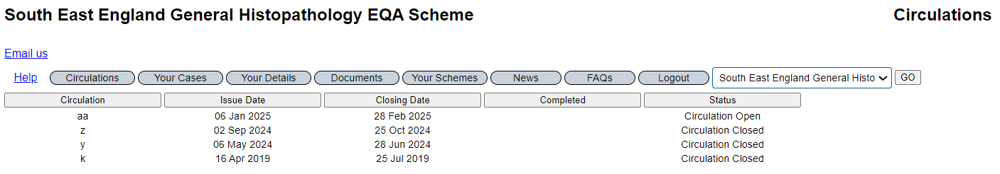 South East England General Histopathology EQA Scheme Circulations
Email us
Help Circulations Your Cases Your Details Documents Your Schemes News FAQs Logout South East England General Histo GO
Circulation Issue Date Closing Date Completed Status
aa 06 Jan 2025 28 Feb 2025 Circulation Open
z 02 Sep 2024 25 Oct 2024 Circulation Closed
y 06 May 2024 28 Jun 2024 Circulation Closed
k 16 Apr 2019 25 Jul 2019 Circulation Closed